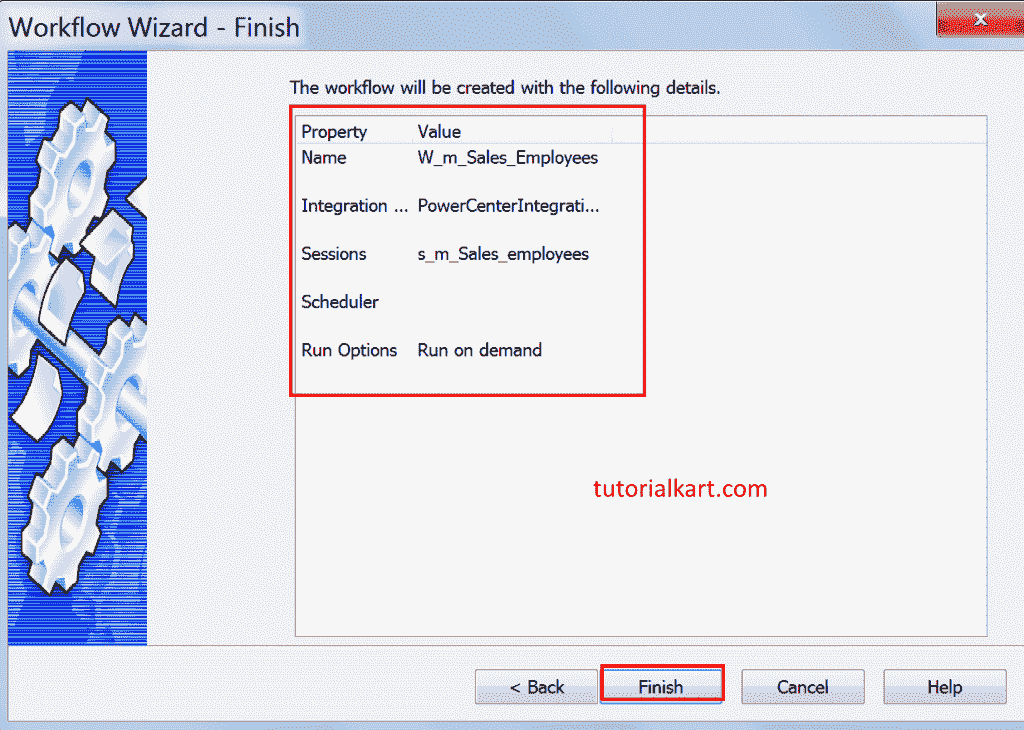 Workflow Wizard - Finish
x
The workflow will be created with the following details.
Property Value
Name W_m_Sales_Employees
Integration ... PowerCenterIntegrati...
Sessions s_m_Sales_employees
Scheduler
Run Options Run on demand
tutorialkart.com
< Back Finish Cancel Help